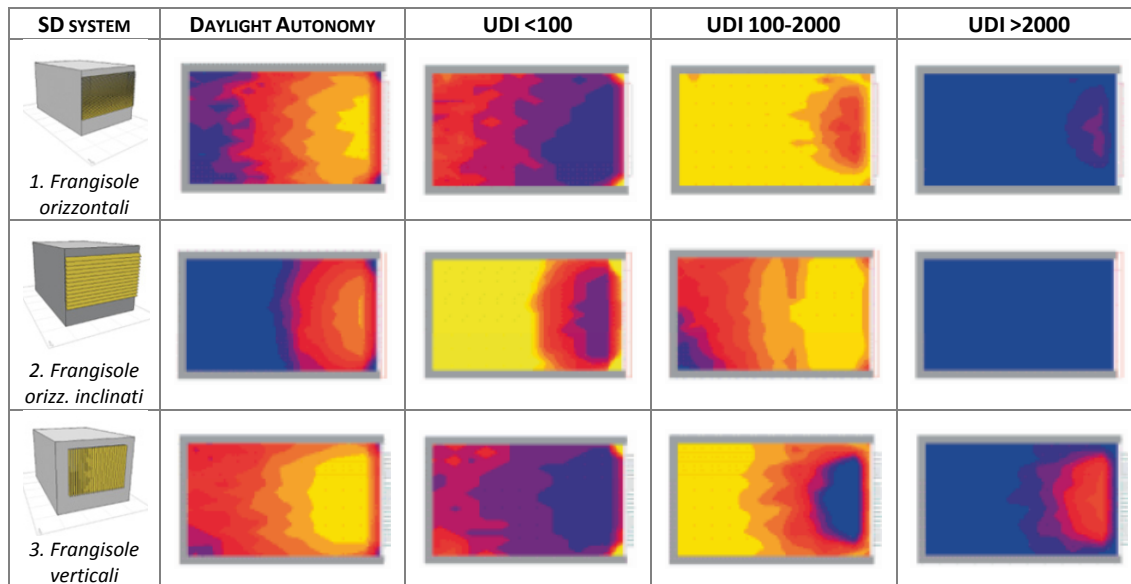 SD SYSTEM
DAYLIGHT AUTONOMY
UDI <100
UDI 100-2000
UDI >2000
1. Frangisole
orizzontali
2. Frangisole
orizz. inclinati
3. Frangisole
verticali